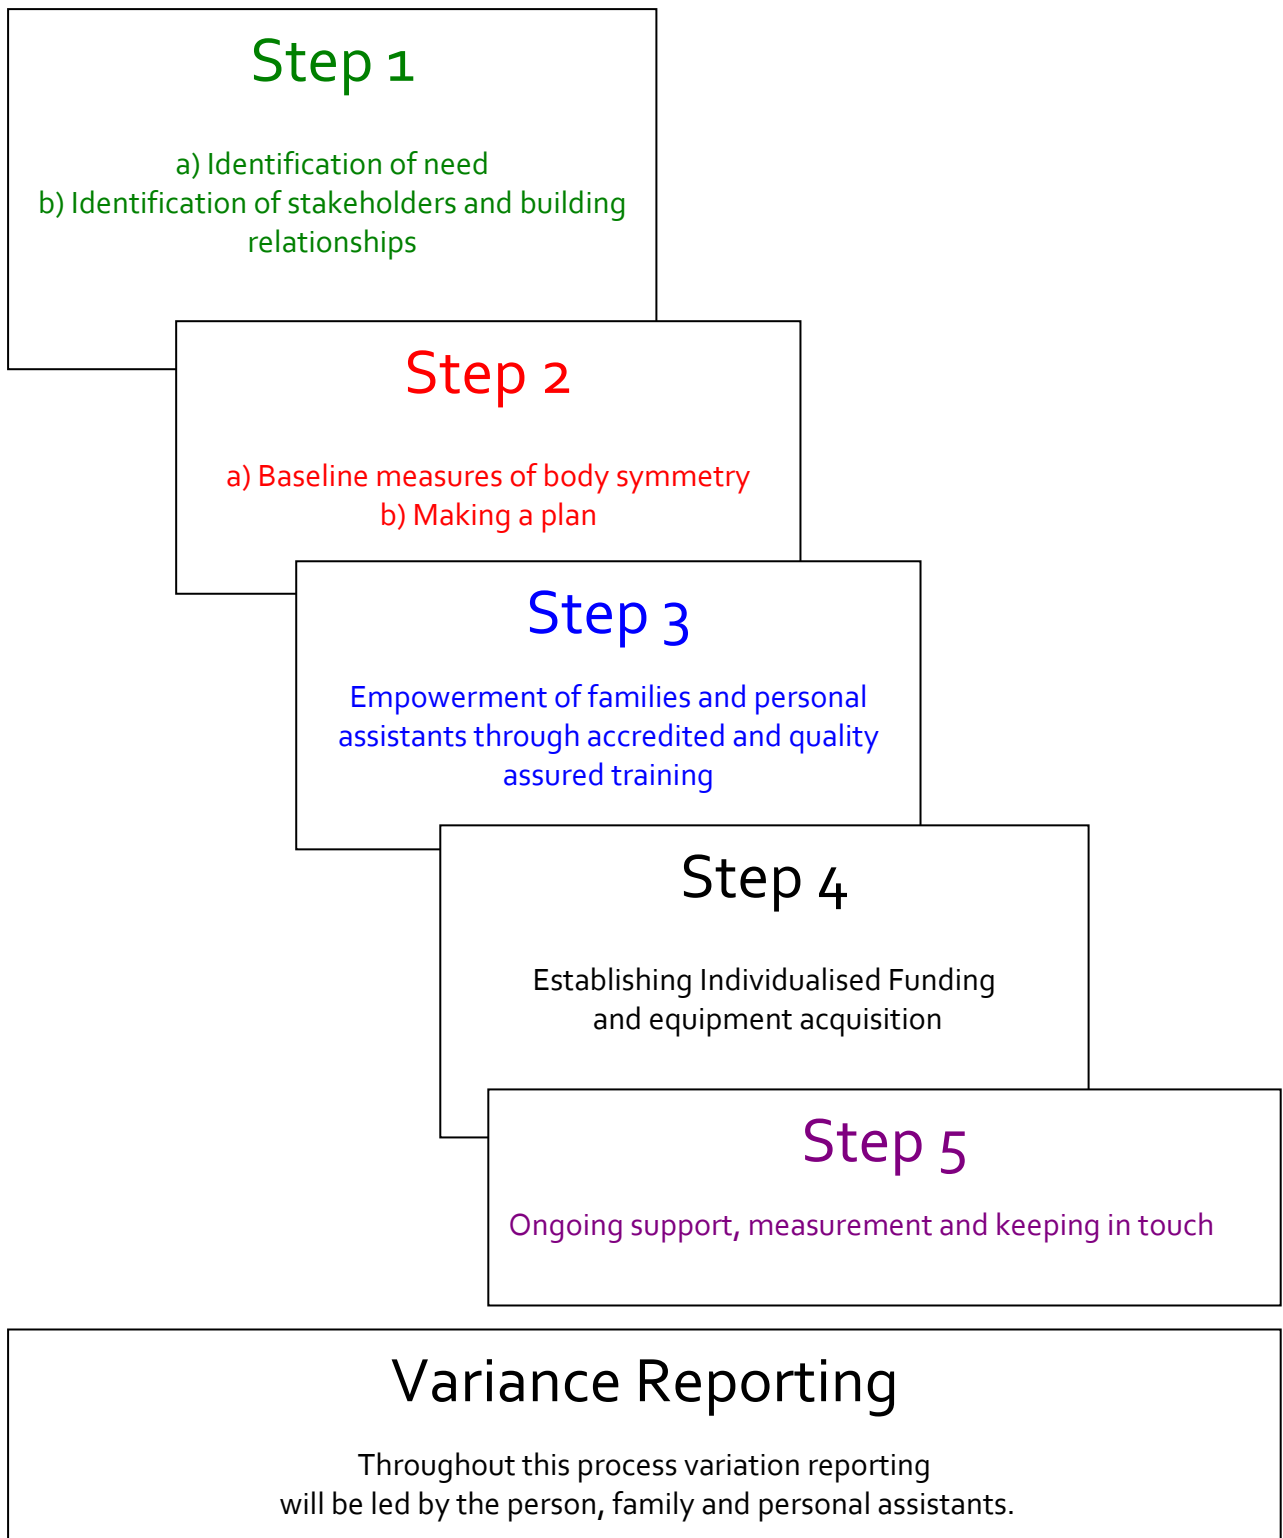 Step 1
a) Identification of need
b) Identification of stakeholders and building
relationships
Step 2
a) Baseline measures of body symmetry
b) Making a plan
Step 3
Empowerment of families and personal
assistants through accredited and quality
assured training
Step 4
Establishing Individualised Funding
and equipment acquisition
Step 5
Ongoing support, measurement and keeping in touch
Variance Reporting
Throughout this process variation reporting
will be led by the person, family and personal assistants.